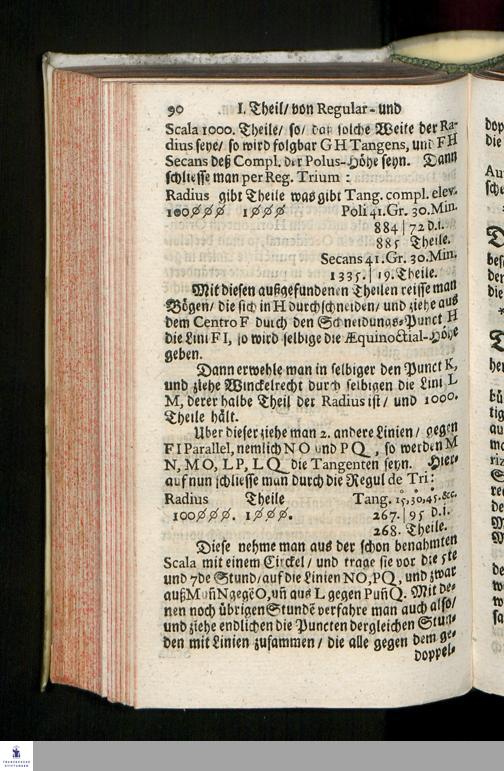 90 I. Theil/ von Regular- und
Scala 1000. Theile/ so/ daß solche Weite der Ra-
dius seye/ so wird folgbar G H Tangens, und F H
Secans deß Compl. der Polus-Höhe seyn. Dann
schliesse man per Reg. Trium:
Radius gibt Theile was gibt Tang. compl. elev.
100000 1000 Poli 41. Gr. 30. Min.
884|72 d.i.
885 Theile.
Secans 41. Gr. 30. Min.
1335.|19. Theile.
Mit diesen außgefundenen Theilen reisse man
Bögen/ die sich in H durchschneiden/ und ziehe aus
dem Centro F durch den Schneidungs-Punct H
die Lini F I, so wird selbige die Æquinoctial-Höhe
geben.
Dann erwehle man in selbiger den Punct K,
und ziehe Winckelrecht durch selbigen die Lini L
M, derer halbe Theil der Radius ist/ und 1000.
Theile hält.
Uber dieser ziehe man 2. andere Linien/ gegen
F I Parallel, nemlich N O und P Q, so werden M
N, M O, L P, L Q die Tangenten seyn. Hier-
auf nun schliesse man durch die Regul de Tri:
Radius Theile Tang. 15, 30, 45. &c.
100000. 1000. 267.|95 d.i.
268. Theile.
Diese nehme man aus der schon benahmten
Scala mit einem Circkel/ und trage sie vor die 5te
und 7de Stund/ auf die Linien NO, PQ, und zwar
auß M uñ N gegē O, uñ aus L gegen P uñ Q. Mit de-
nen noch übrigen Stundē verfahre man auch also/
und ziehe endlichen die Puncten dergleichen Stun-
den mit Linien zusammen/ die alle gegen dem ge-
doppel-